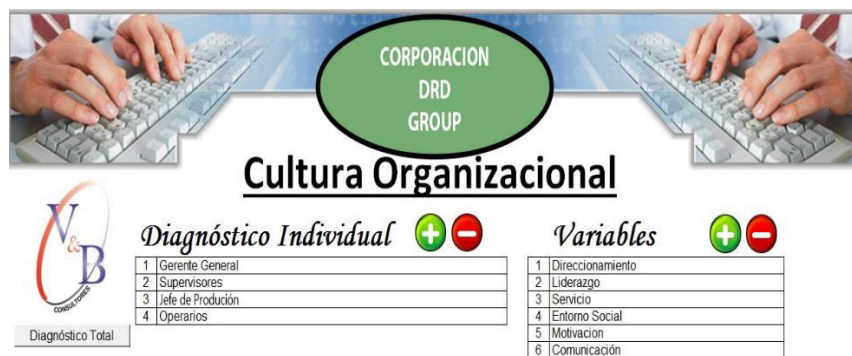 CORPORACION
DRD
GROUP
Cultura Organizacional
V&B
CONSULTORES
Diagnóstico Total
Diagnóstico Individual
1 Gerente General
2 Supervisores
3 Jefe de Produción
4 Operarios
Variables
1 Direccionamiento
2 Liderazgo
3 Servicio
4 Entorno Social
5 Motivacion
6 Comunicación